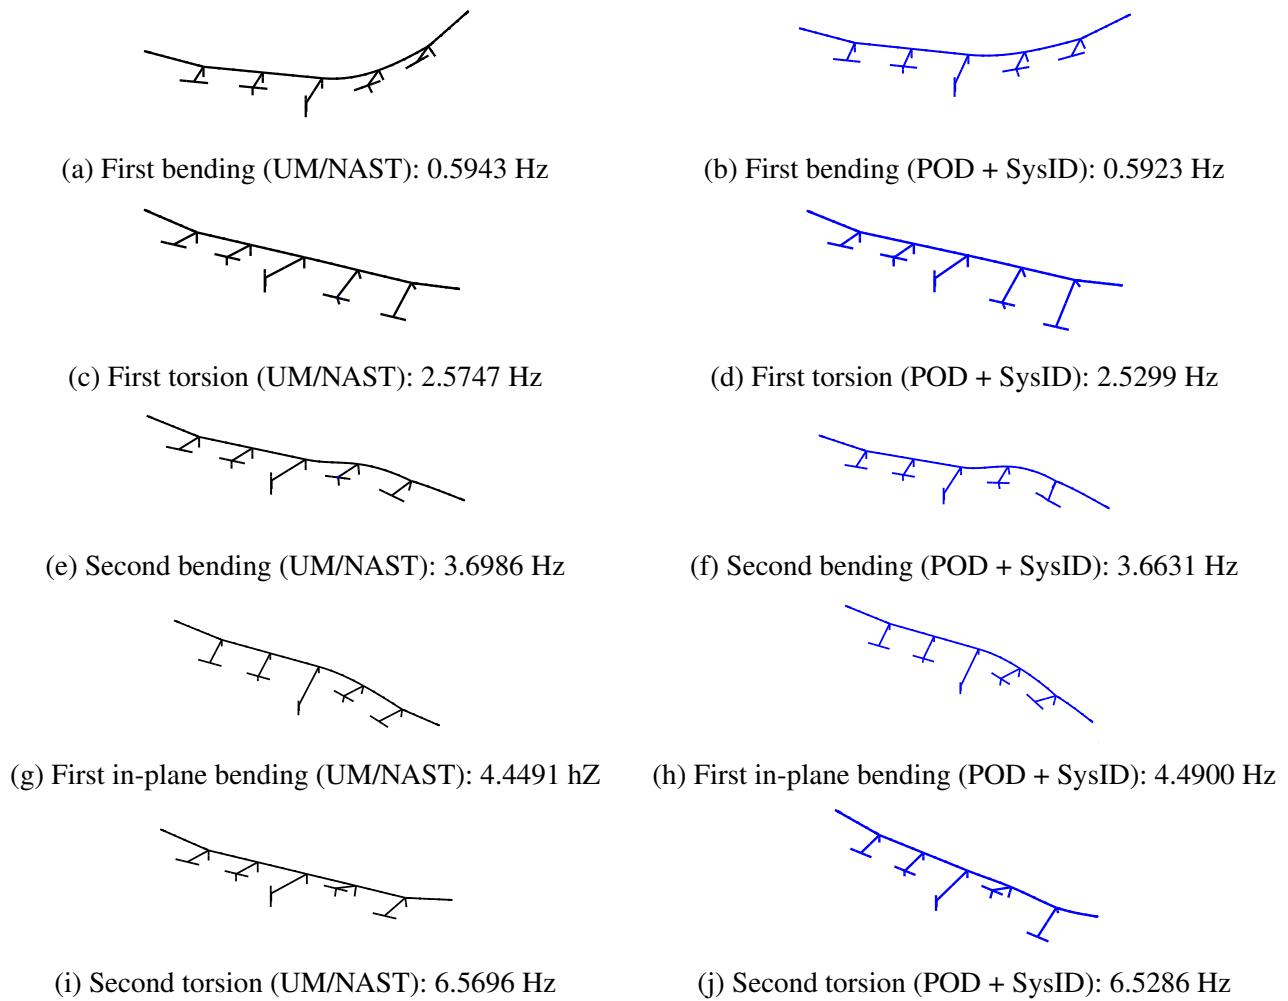 (a) First bending (UM/NAST): 0.5943 Hz
(b) First bending (POD + SysID): 0.5923 Hz
(c) First torsion (UM/NAST): 2.5747 Hz
(d) First torsion (POD + SysID): 2.5299 Hz
(e) Second bending (UM/NAST): 3.6986 Hz
(f) Second bending (POD + SysID): 3.6631 Hz
(g) First in-plane bending (UM/NAST): 4.4491 hZ
(h) First in-plane bending (POD + SysID): 4.4900 Hz
(i) Second torsion (UM/NAST): 6.5696 Hz
(j) Second torsion (POD + SysID): 6.5286 Hz